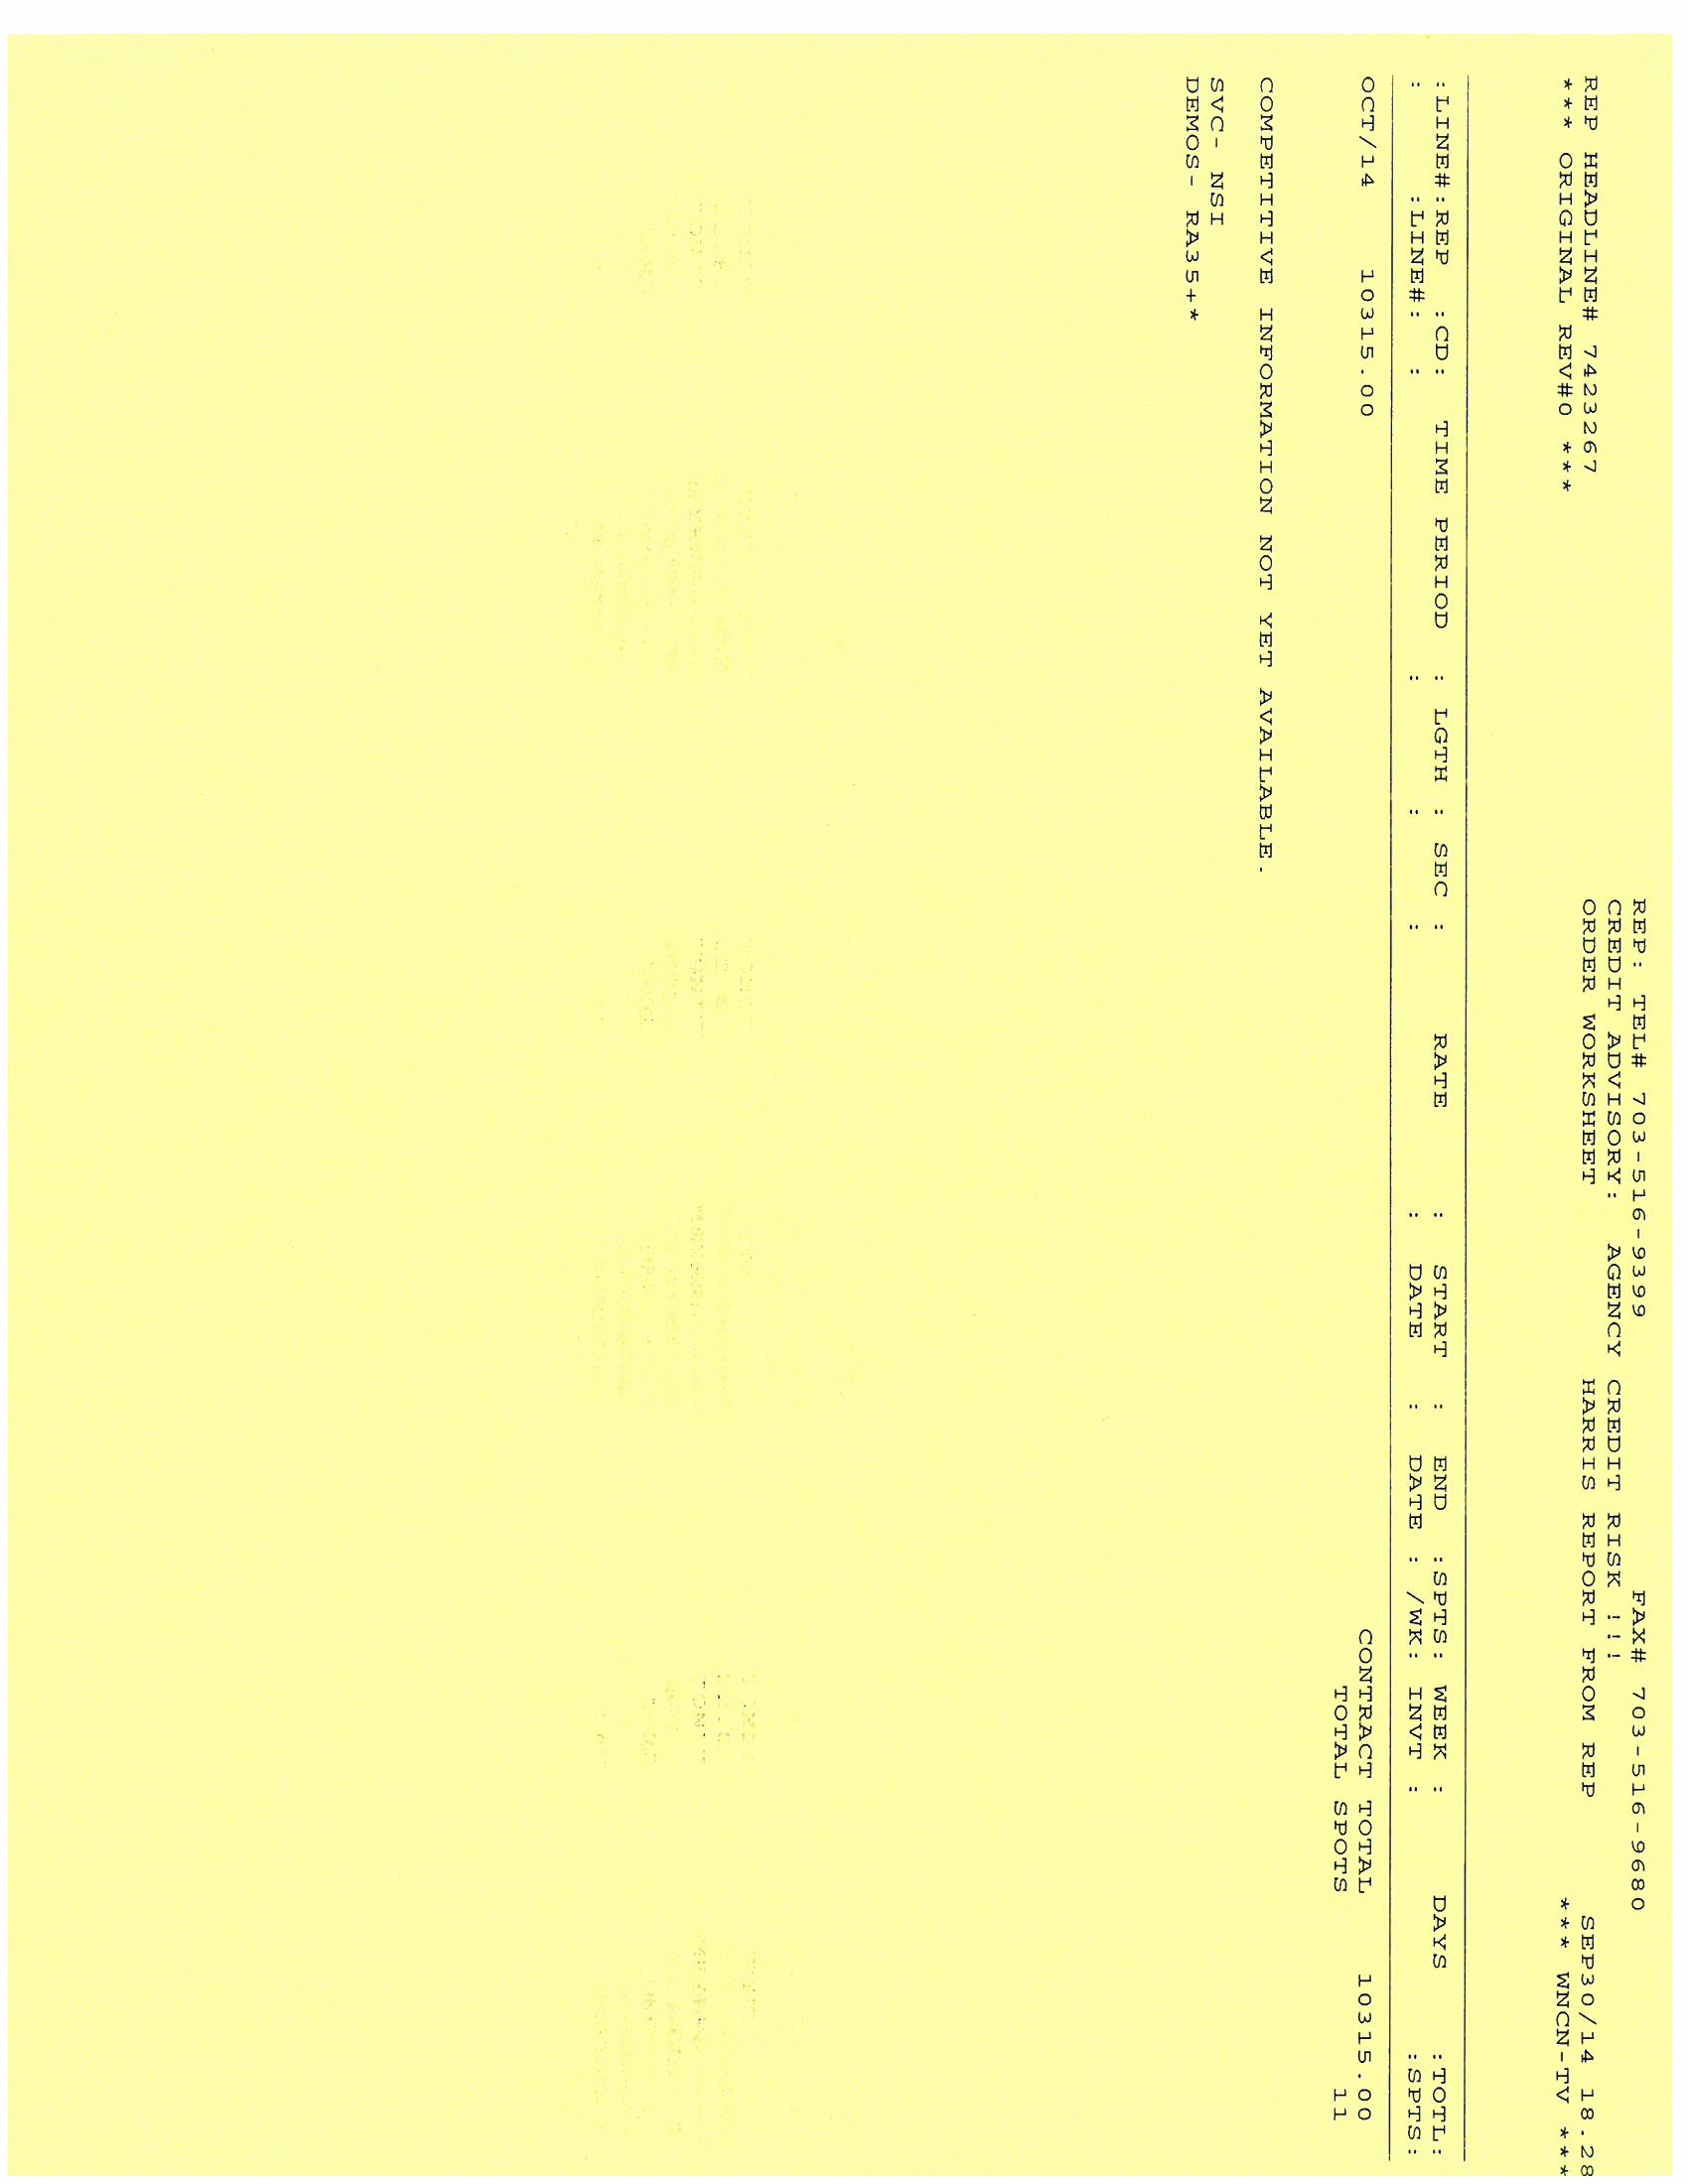 REP: TEL# 703-516-9399 FAX# 703-516-9680
CREDIT ADVISORY: AGENCY CREDIT RISK !!!
REP HEADLINE# 7423267 ORDER WORKSHEET HARRIS REPORT FROM REP SEP30/14 18.28
*** ORIGINAL REV#0 *** *** WNCN-TV ***
:LINE#:REP :CD: TIME PERIOD : LGTH : SEC : RATE : START : END :SPTS: WEEK : DAYS :TOTL:
: :LINE#: : : : : : DATE : DATE : /WK: INVT : :SPTS:
OCT/14 10315.00 CONTRACT TOTAL 10315.00
TOTAL SPOTS 11
COMPETITIVE INFORMATION NOT YET AVAILABLE.
SVC- NSI
DEMOS- RA35+*